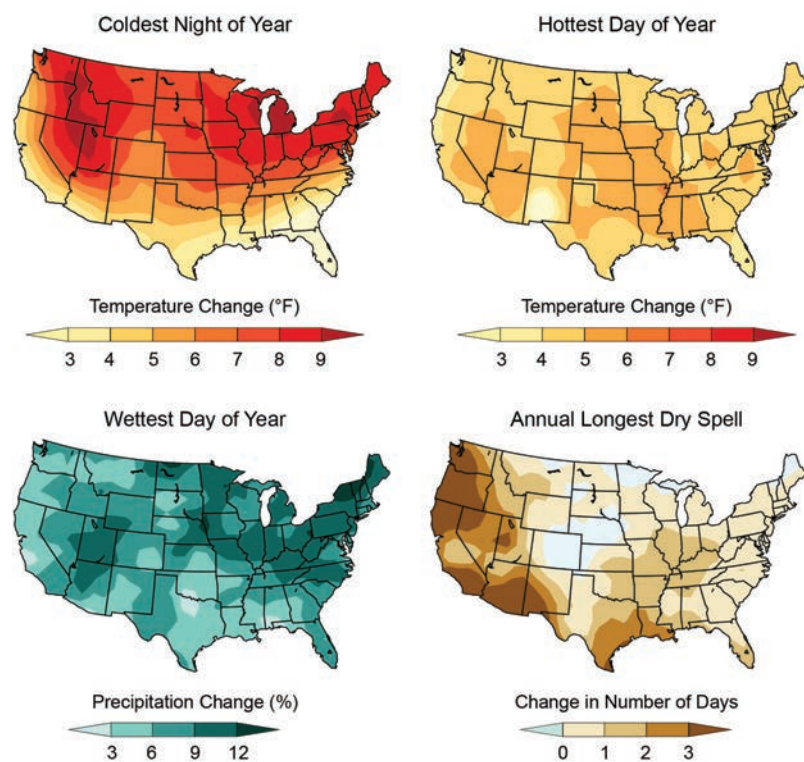 Coldest Night of Year
Hottest Day of Year
Temperature Change (°F)
3 4 5 6 7 8 9
Temperature Change (°F)
3 4 5 6 7 8 9
Wettest Day of Year
Annual Longest Dry Spell
Precipitation Change (%)
3 6 9 12
Change in Number of Days
0 1 2 3